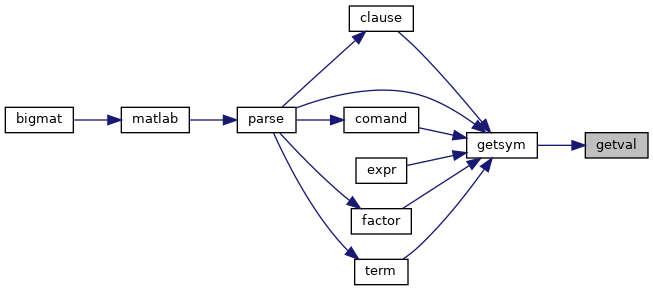 clause
bigmat
matlab
parse
comand
getsym
getval
expr
factor
term